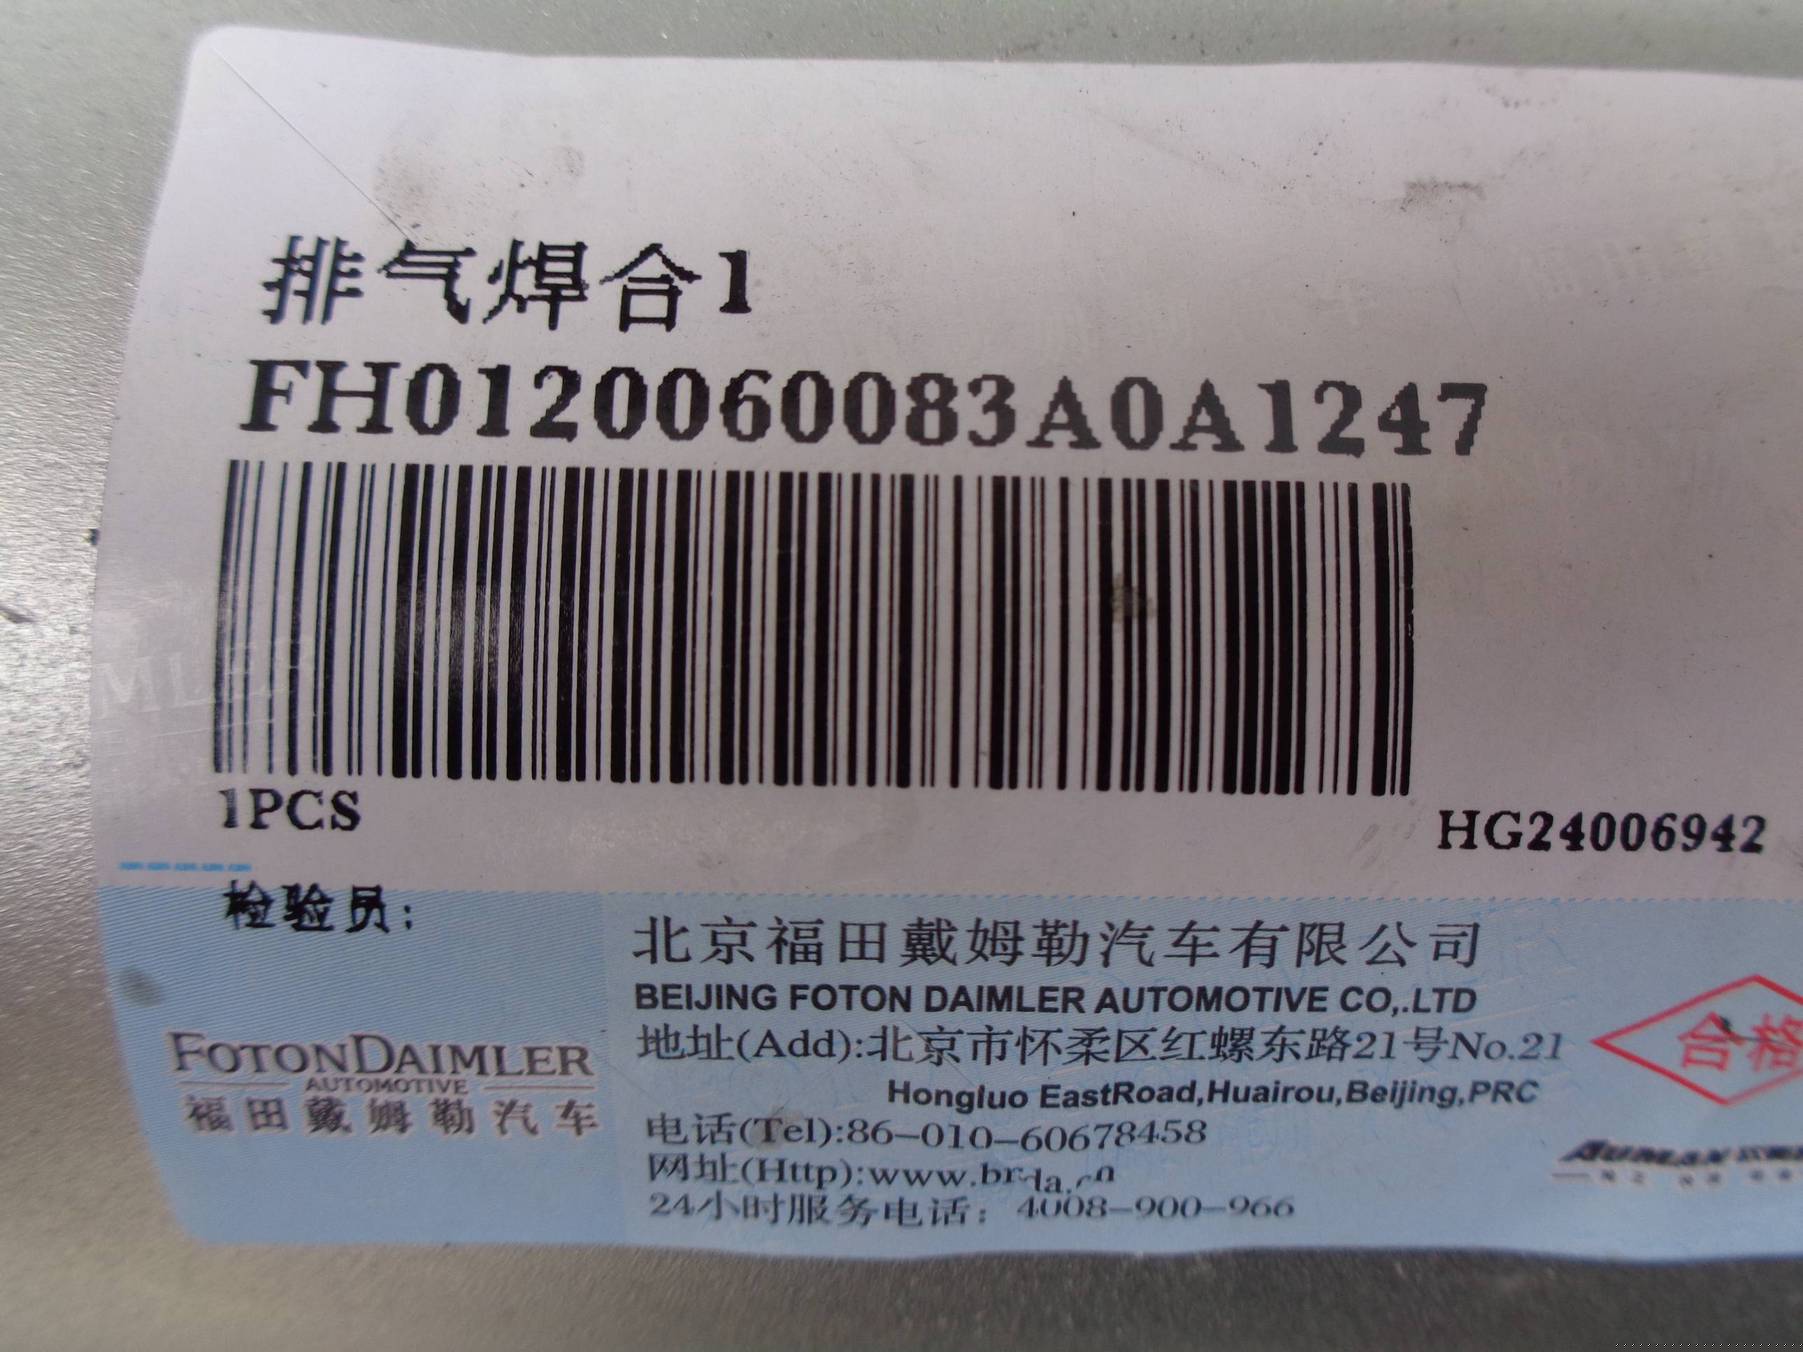 排气焊合1
FH0120060083A0A1247
1PCS
HG24006942
检验员:
北京福田戴姆勒汽车有限公司
BEIJING FOTON DAIMLER AUTOMOTIVE CO,.LTD
地址(Add):北京市怀柔区红螺东路21号No.21
Hongluo EastRoad,Huairou,Beijing,PRC
电话(Tel):86-010-60678458
网址(Http):
24小时服务电话: 4008-900-966
FOTONDAIMLER
AUTOMOTIVE
福田戴姆勒汽车
合格
AUMAN